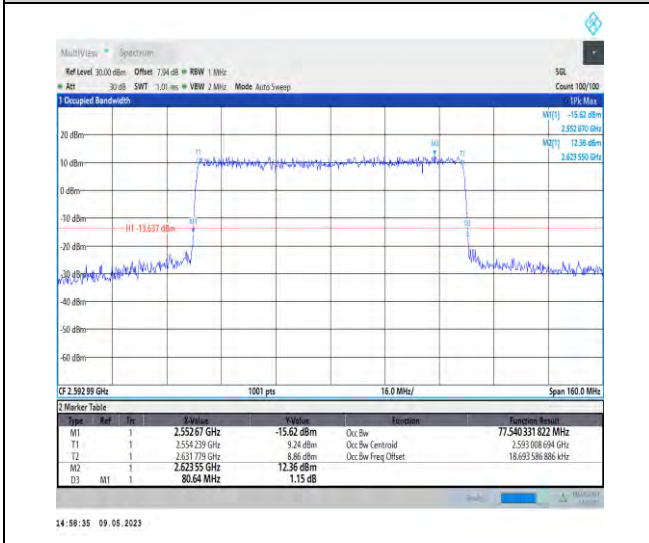 MultiView Spectrum
Ref Level 30.00 dBm Offset 7.94 dB RBW 1 MHz SGL
Att 30 dB SWT 1.01 ms VBW 2 MHz Mode Auto Sweep Count 100/100
1 Occupied Bandwidth 1Pk Max
M1[1] -15.62 dBm
2.552 670 GHz
M2[1] 12.36 dBm
2.623 550 GHz
20 dBm
M2
T1 T2
10 dBm
0 dBm
-10 dBm
M1 D3
H1 -13.637 dBm
-20 dBm
-30 dBm
-40 dBm
-50 dBm
-60 dBm
CF 2.592 99 GHz 1001 pts 16.0 MHz/ Span 160.0 MHz
2 Marker Table
Type Ref Trc X-Value Y-Value Function Function Result
M1 1 2.552 67 GHz -15.62 dBm Occ Bw 77.540 331 822 MHz
T1 1 2.554 239 GHz 9.24 dBm Occ Bw Centroid 2.593 008 694 GHz
T2 1 2.631 779 GHz 8.86 dBm Occ Bw Freq Offset 18.693 586 886 kHz
M2 1 2.623 55 GHz 12.36 dBm
D3 M1 1 80.64 MHz 1.15 dB
14:58:35 09.05.2023